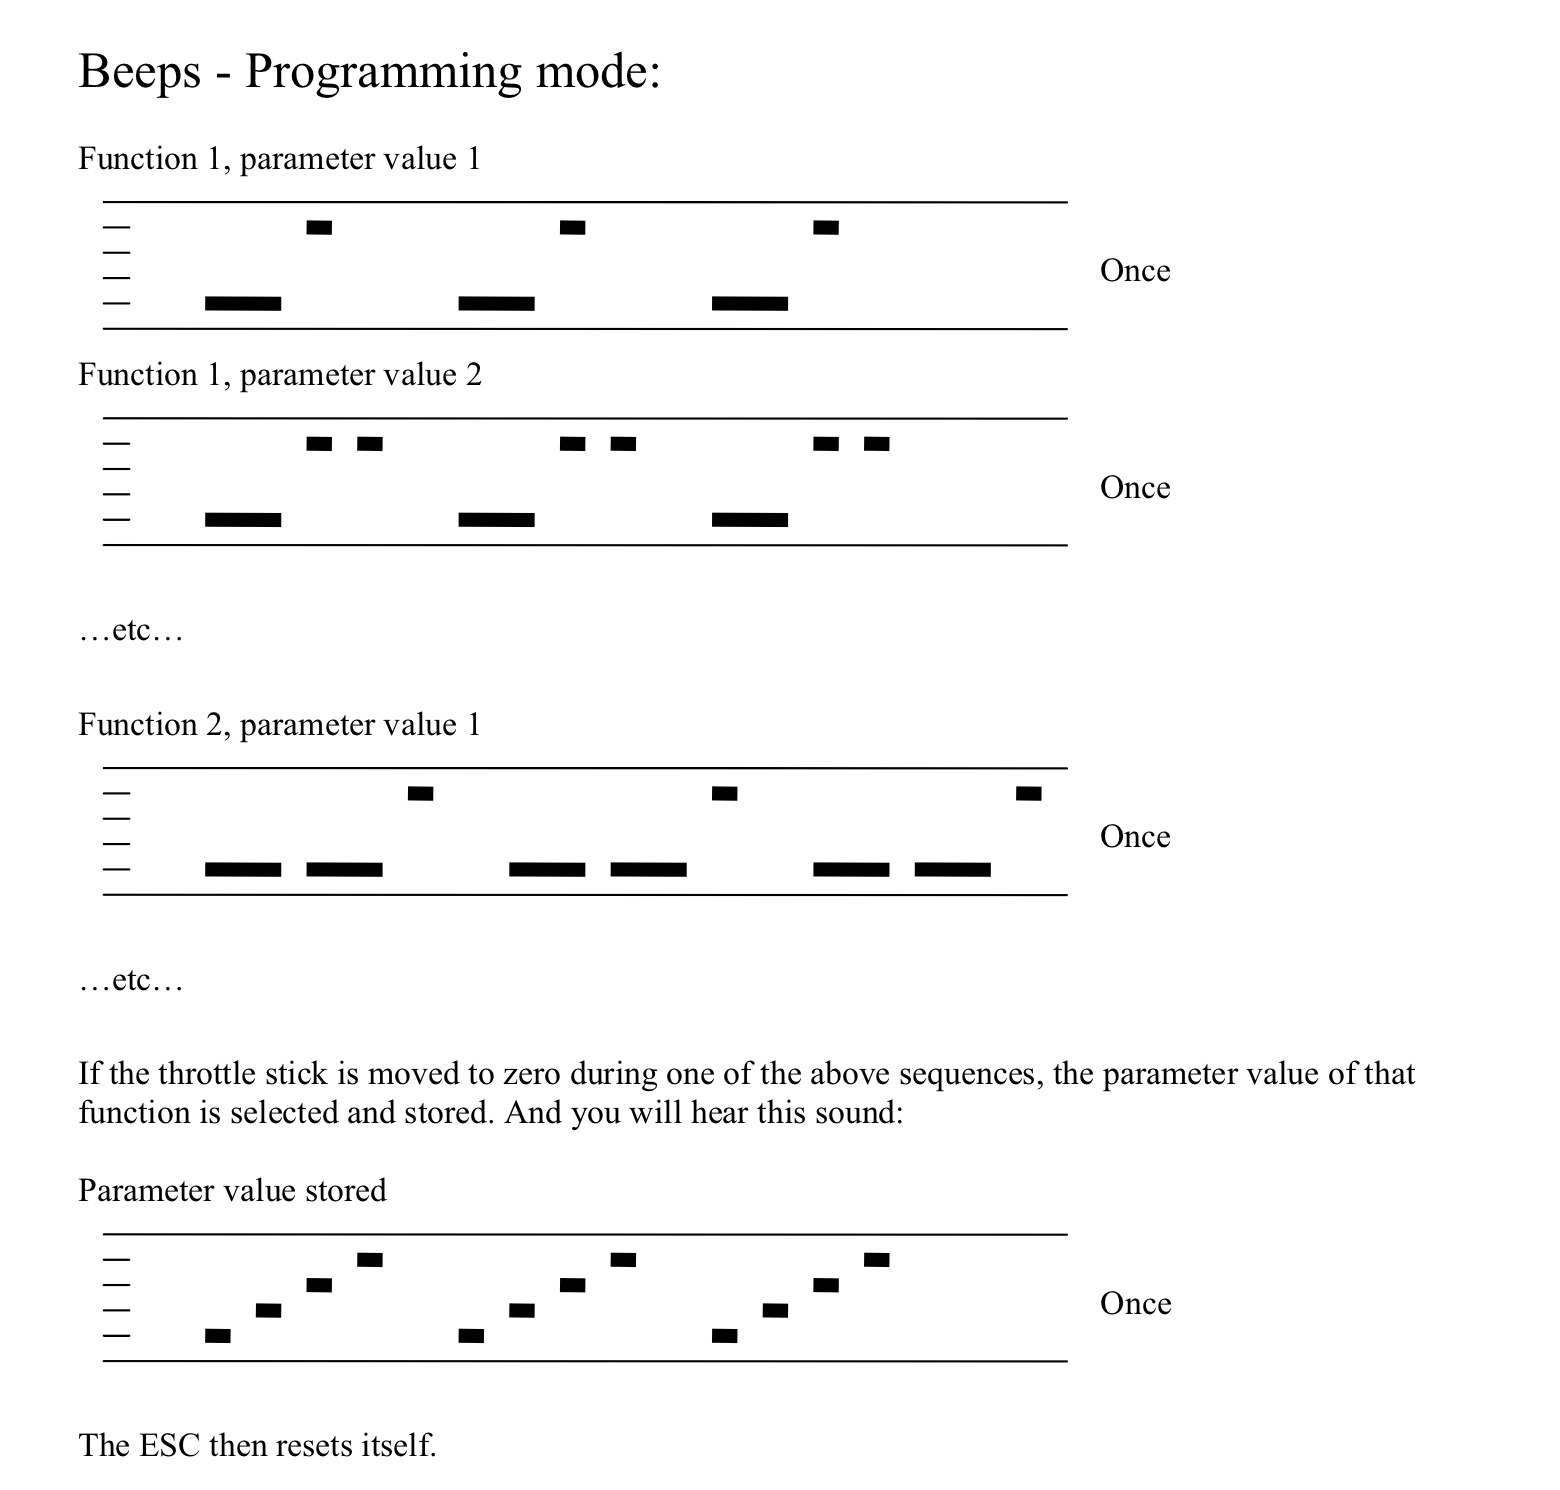 Beeps - Programming mode:
Function 1, parameter value 1
Once
Function 1, parameter value 2
Once
…etc…
Function 2, parameter value 1
Once
…etc…
If the throttle stick is moved to zero during one of the above sequences, the parameter value of that
function is selected and stored. And you will hear this sound:
Parameter value stored
Once
The ESC then resets itself.